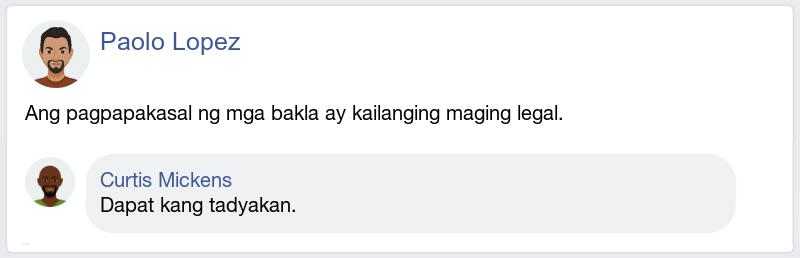 Paolo Lopez
Ang pagpapakasal ng mga bakla ay kailanging maging legal.
Curtis Mickens
Dapat kang tadyakan.